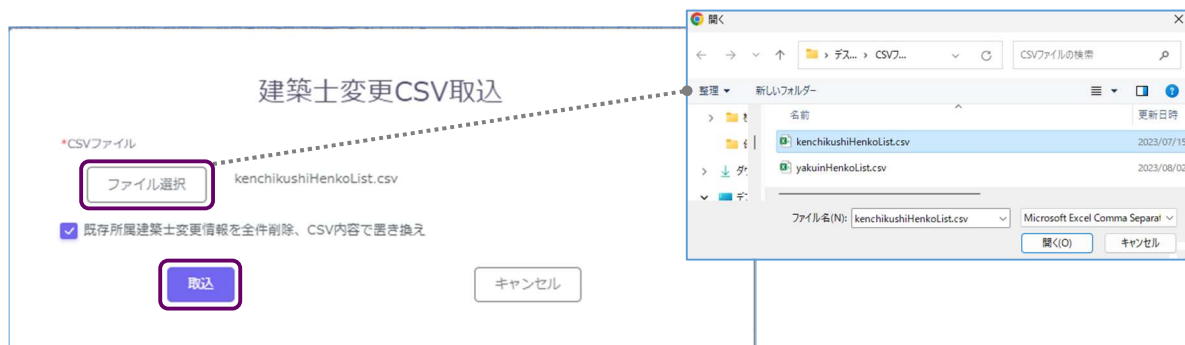 建築士変更CSV取込
*CSVファイル
ファイル選択
kenchikushiHenkoList.csv
既存所属建築士変更情報を全件削除、CSV内容で置き換え
取込
キャンセル
開く
デス... › CSVフ...
CSVファイルの検索
整理
新しいフォルダー
名前
更新日時
kenchikushiHenkoList.csv
2023/07/15
yakuinHenkoList.csv
2023/08/02
ファイル名(N):
kenchikushiHenkoList.csv
Microsoft Excel Comma Separat
開く(O)
キャンセル